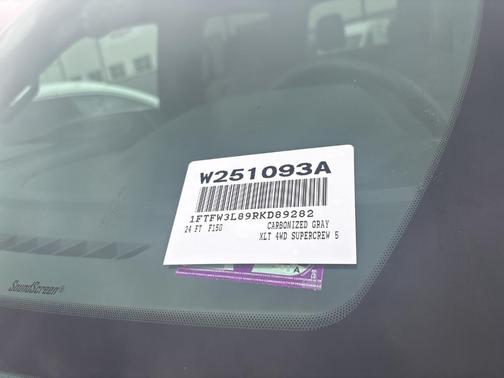 W251093A
1FTFW3L89RKD89282
24 FT F150 CARBONIZED GRAY
XLT 4WD SUPERCREW 5
SoundScreen®
A